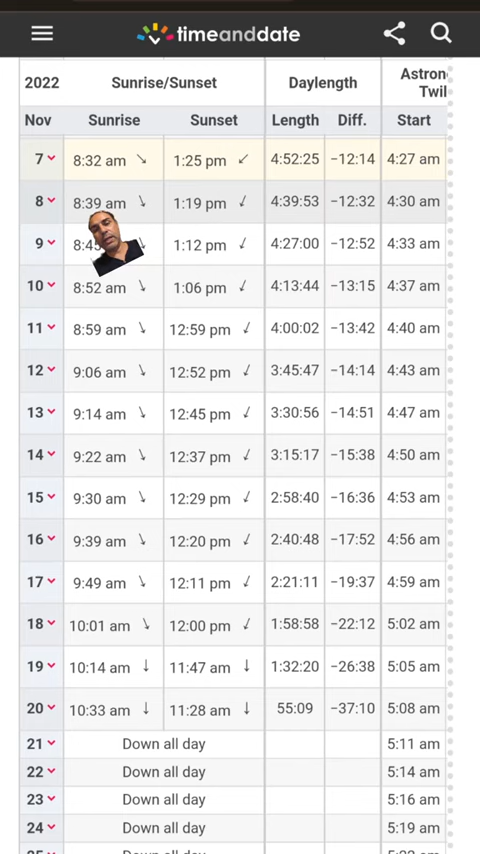 timeanddate
2022 Sunrise/Sunset Daylength Astron
Twil
Nov Sunrise Sunset Length Diff. Start
7 8:32 am 1:25 pm 4:52:25 −12:14 4:27 am
8 8:39 am 1:19 pm 4:39:53 −12:32 4:30 am
9 8:45 1:12 pm 4:27:00 −12:52 4:33 am
10 8:52 am 1:06 pm 4:13:44 −13:15 4:37 am
11 8:59 am 12:59 pm 4:00:02 −13:42 4:40 am
12 9:06 am 12:52 pm 3:45:47 −14:14 4:43 am
13 9:14 am 12:45 pm 3:30:56 −14:51 4:47 am
14 9:22 am 12:37 pm 3:15:17 −15:38 4:50 am
15 9:30 am 12:29 pm 2:58:40 −16:36 4:53 am
16 9:39 am 12:20 pm 2:40:48 −17:52 4:56 am
17 9:49 am 12:11 pm 2:21:11 −19:37 4:59 am
18 10:01 am 12:00 pm 1:58:58 −22:12 5:02 am
19 10:14 am 11:47 am 1:32:20 −26:38 5:05 am
20 10:33 am 11:28 am 55:09 −37:10 5:08 am
21 Down all day 5:11 am
22 Down all day 5:14 am
23 Down all day 5:16 am
24 Down all day 5:19 am